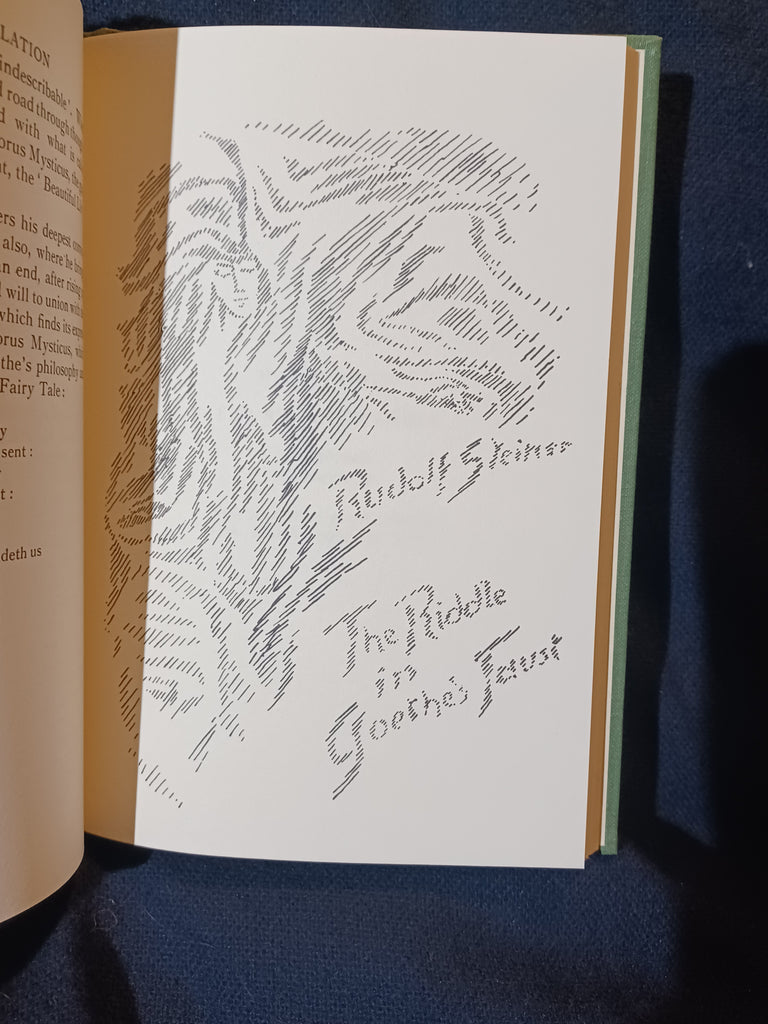 LATION
indescribable'.
road through
with what is
orus Mysticus, the
t, the 'Beautiful
ers his deepest
also, where he
n end, after rising
will to union with
which finds its
orus Mysticus,
the's philosophy
Fairy Tale:
y
sent:
t:
deth us
Rudolf Steiner
The Riddle
in
Goethe's Faust